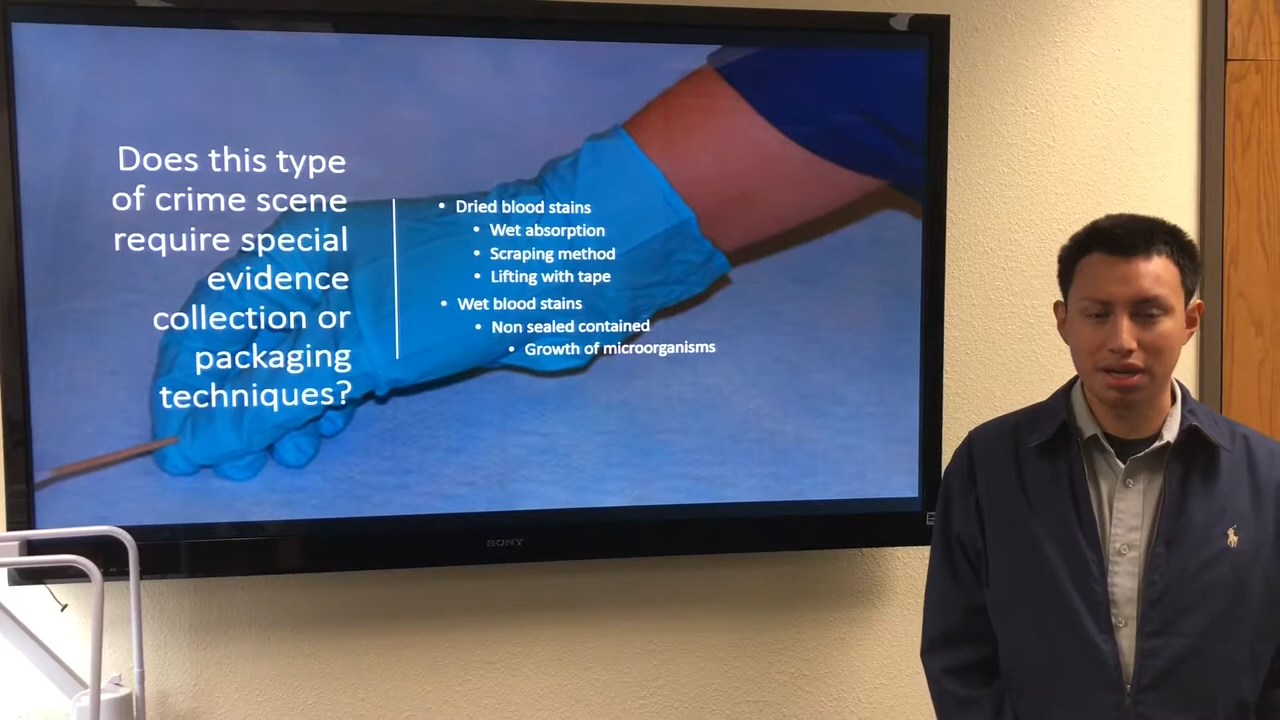 Does this type
of crime scene
require special
evidence
collection or
packaging
techniques?
• Dried blood stains
• Wet absorption
• Scraping method
• Lifting with tape
• Wet blood stains
• Non sealed contained
• Growth of microorganisms
SONY